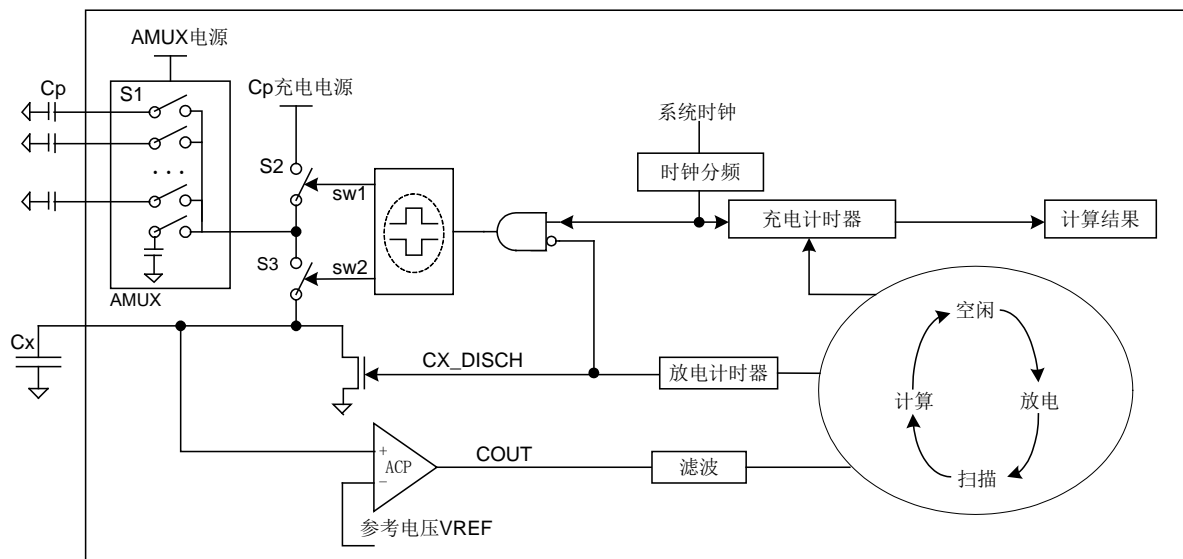 AMUX电源
Cp
S1
Cp充电电源
系统时钟
S2
时钟分频
sw1
充电计时器
计算结果
...
S3
sw2
AMUX
空闲
Cx
CX_DISCH
放电计时器
计算
放电
+
ACP
−
COUT
滤波
扫描
参考电压VREF